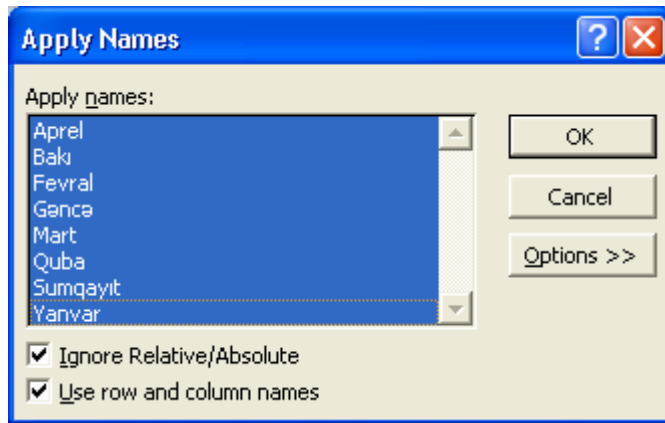 Apply Names
Apply names:
Aprel
Bakı
Fevral
Gəncə
Mart
Quba
Sumqayıt
Yanvar
OK
Cancel
Options >>
Ignore Relative/Absolute
Use row and column names